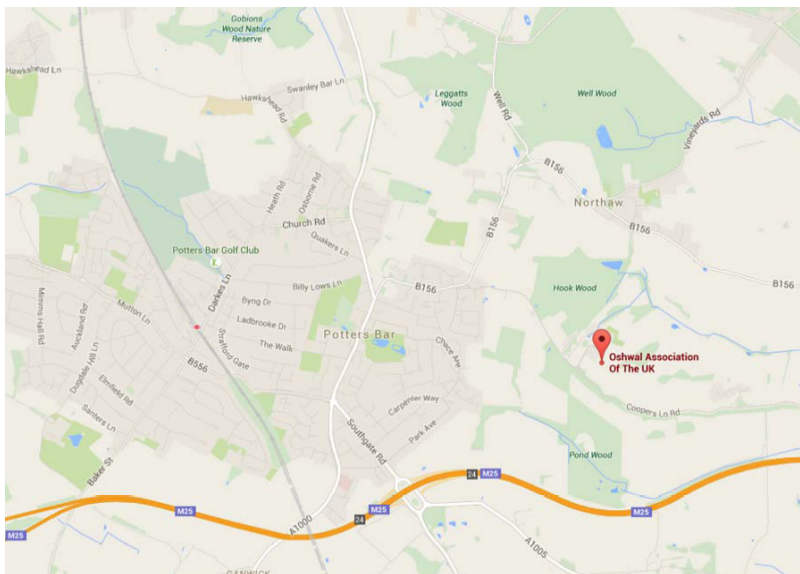 Gobions
Wood Nature
Reserve
Hawkshead Ln
Swanley Bar Ln
Hawkshead Rd
Leggatts
Wood
Well Rd
Well Wood
Vineyards Rd
B156
Northaw
B156
Heath Rd
Osborne Rd
Church Rd
Quakers Ln
B156
Potters Bar Golf Club
Darkes Ln
Billy Lows Ln
B156
B156
Hook Wood
Mimms Hall Rd
Auckland Rd
Mutton Ln
Byng Dr
Ladbrooke Dr
The Walk
Strafford Gate
Potters Bar
Chace Ave
Oshwal Association
Of The UK
B556
Dugdale Hill Ln
Elmfield Rd
Santers Ln
Carpenter Way
Park Ave
Coopers Ln Rd
Southgate Rd
Pond Wood
Baker St
24
M25
M25
M25
M25
24
M25
A1000
A1005
GANWICK